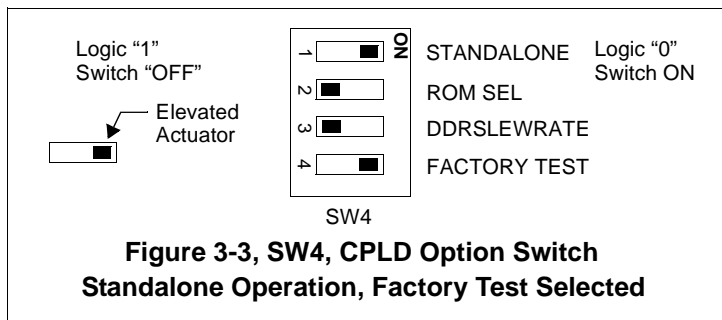 Logic “1”
Switch “OFF”
Elevated
Actuator
ON
1
STANDALONE
2
ROM SEL
3
DDRSLEWRATE
4
FACTORY TEST
Logic “0”
Switch ON
SW4
Figure 3-3, SW4, CPLD Option Switch
Standalone Operation, Factory Test Selected